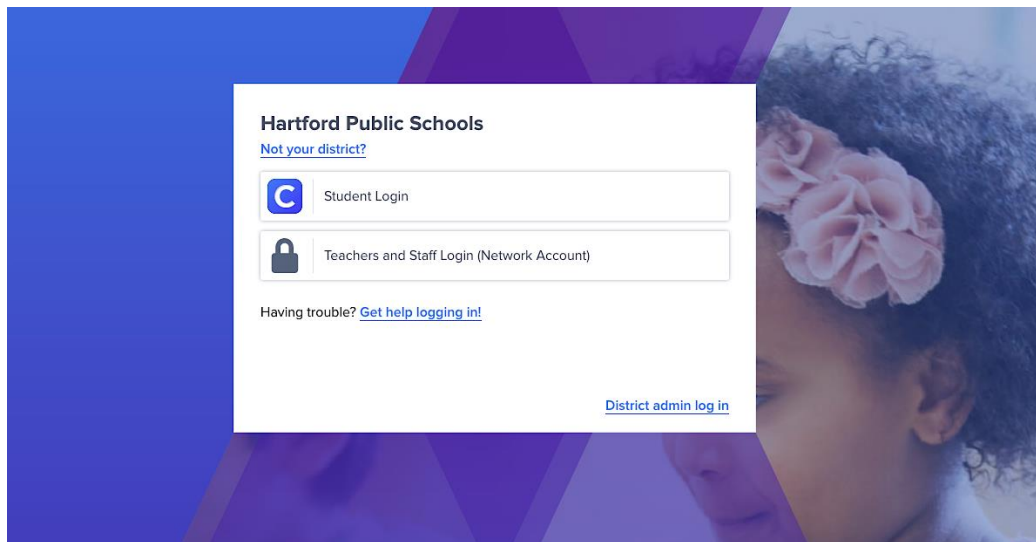 Hartford Public Schools
Not your district?
C
Student Login
Teachers and Staff Login (Network Account)
Having trouble? Get help logging in!
District admin log in